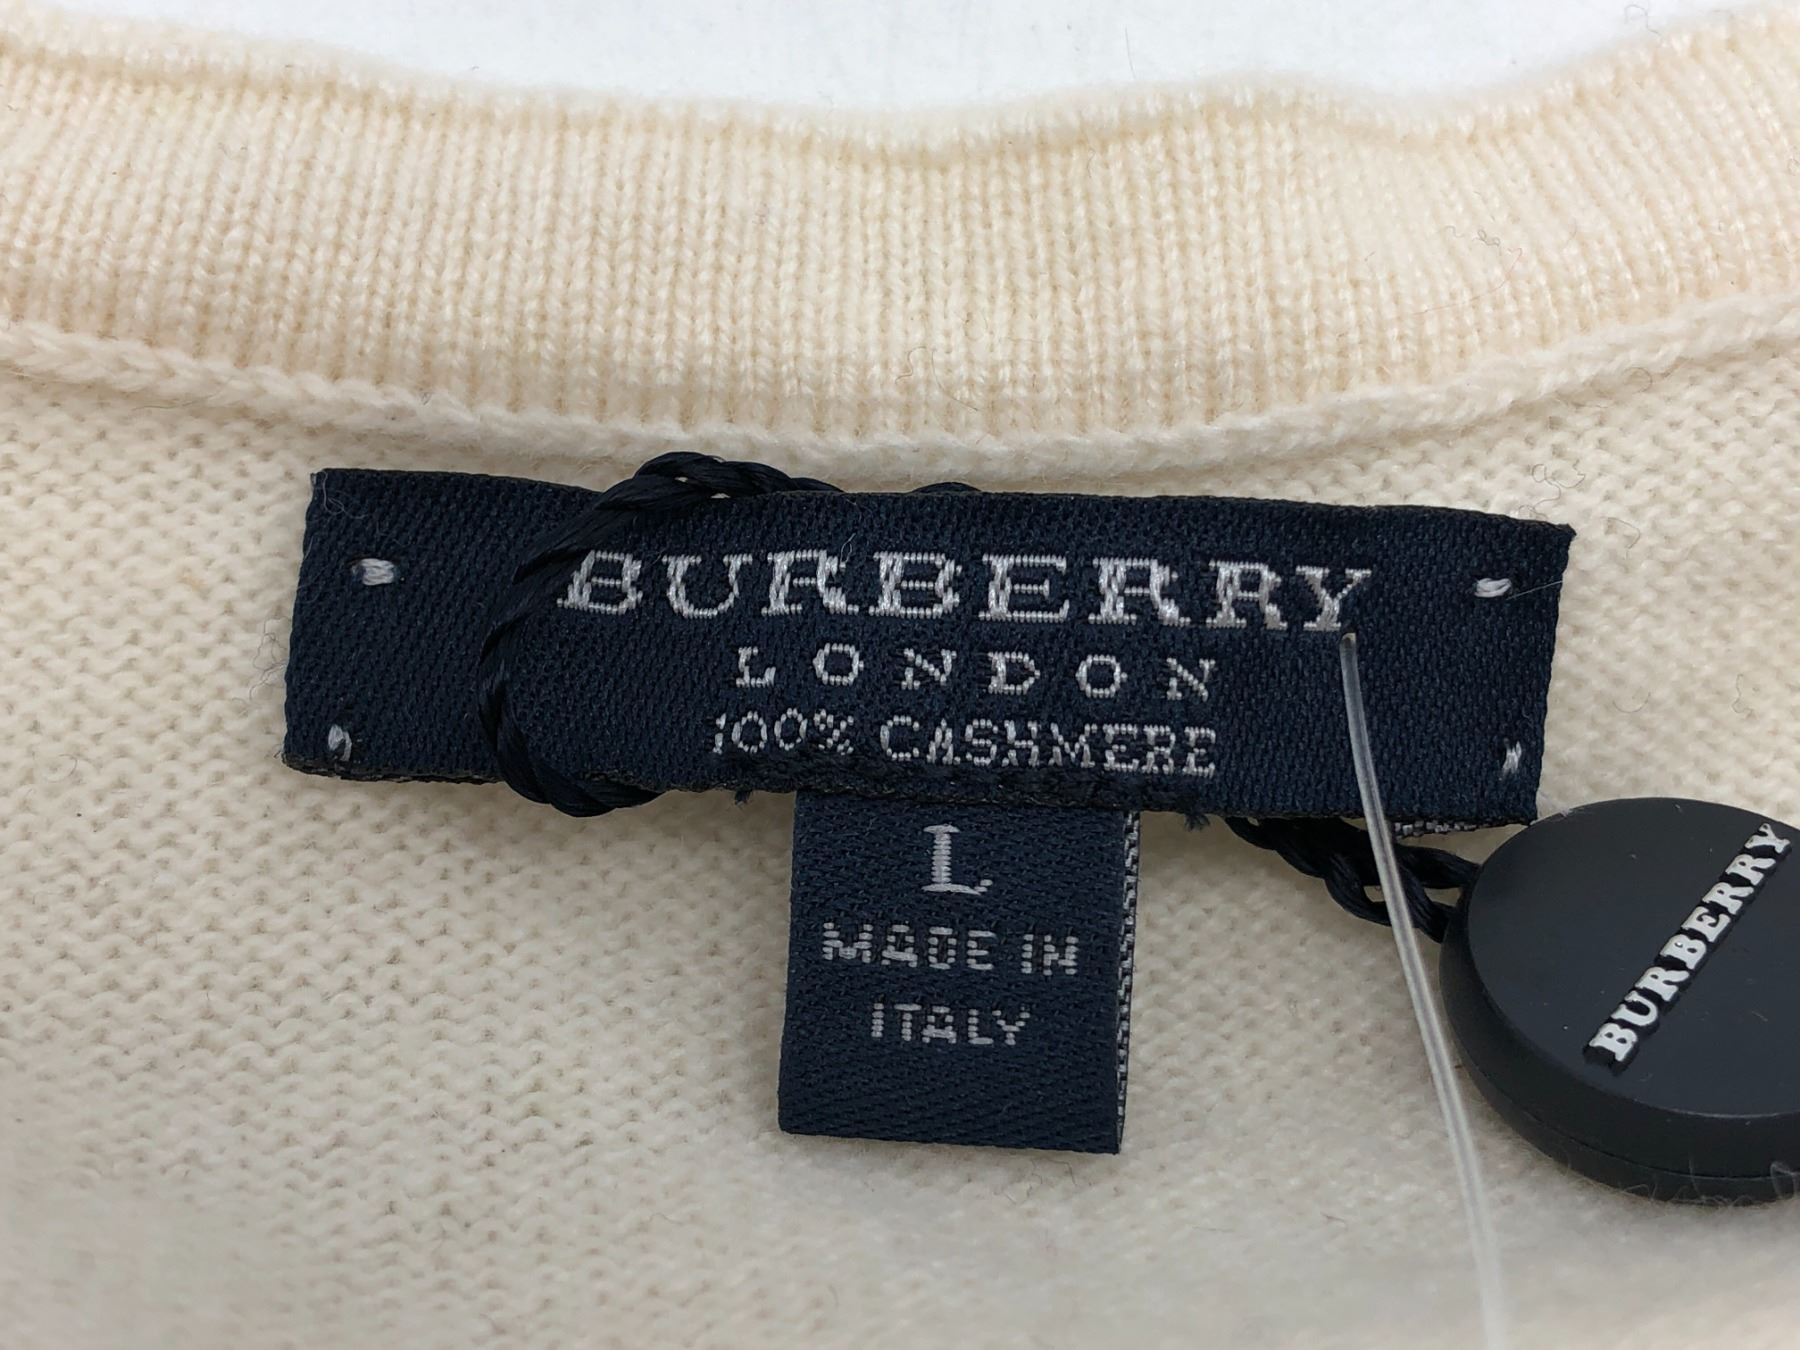 BURBERRY
LONDON
100% CASHMERE
L
MADE IN
ITALY
BURBERRY